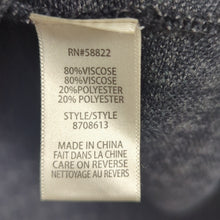 RN#58822
80%VISCOSE
80%VISCOSE
20%POLYESTER
20% POLYESTER
STYLE/STYLE
8708613
MADE IN CHINA
FAIT DANS LA CHINE
CARE ON REVERSE
NETTOYAGE AU REVERS